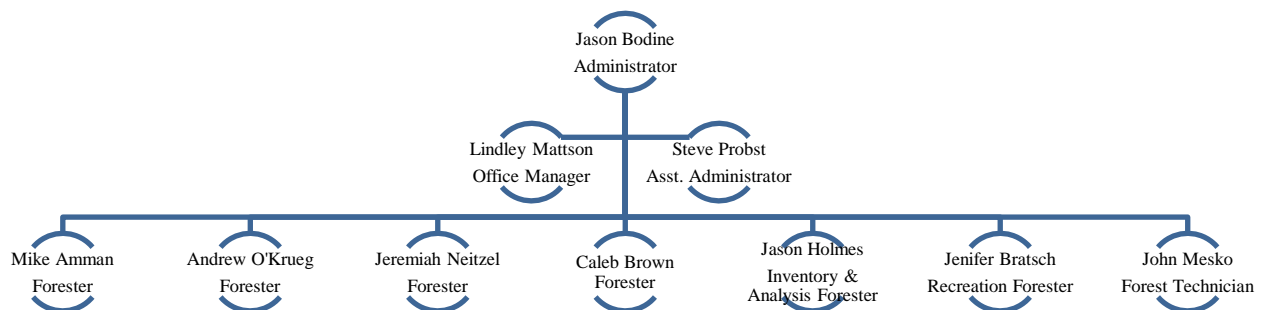 Jason Bodine
Administrator
Lindley Mattson
Office Manager
Steve Probst
Asst. Administrator
Mike Amman
Forester
Andrew O'Krueg
Forester
Jeremiah Neitzel
Forester
Caleb Brown
Forester
Jason Holmes
Inventory &
Analysis Forester
Jenifer Bratsch
Recreation Forester
John Mesko
Forest Technician